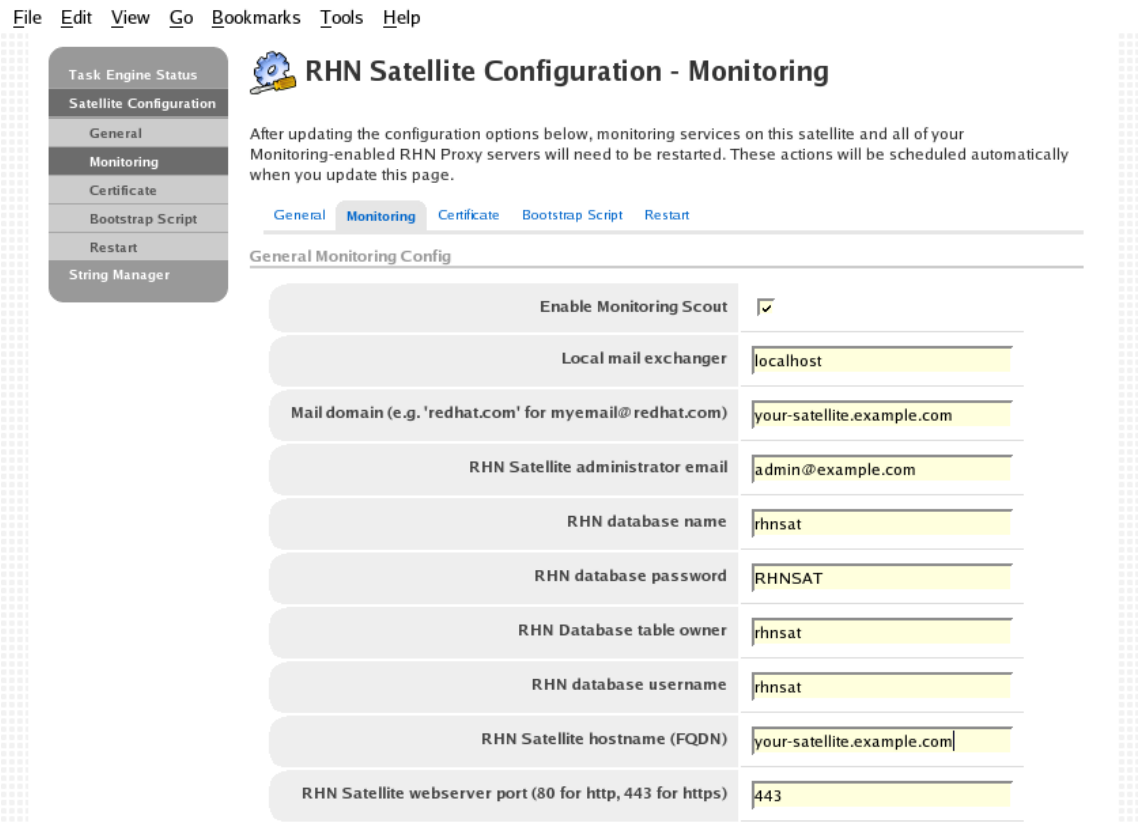 File Edit View Go Bookmarks Tools Help
Task Engine Status
Satellite Configuration
General
Monitoring
Certificate
Bootstrap Script
Restart
String Manager
RHN Satellite Configuration - Monitoring
After updating the configuration options below, monitoring services on this satellite and all of your
Monitoring-enabled RHN Proxy servers will need to be restarted. These actions will be scheduled automatically
when you update this page.
General Monitoring Certificate Bootstrap Script Restart
General Monitoring Config
Enable Monitoring Scout
Local mail exchanger localhost
Mail domain (e.g. 'redhat.com' for myemail@redhat.com) your-satellite.example.com
RHN Satellite administrator email admin@example.com
RHN database name rhnsat
RHN database password RHNSAT
RHN Database table owner rhnsat
RHN database username rhnsat
RHN Satellite hostname (FQDN) your-satellite.example.com
RHN Satellite webserver port (80 for http, 443 for https) 443